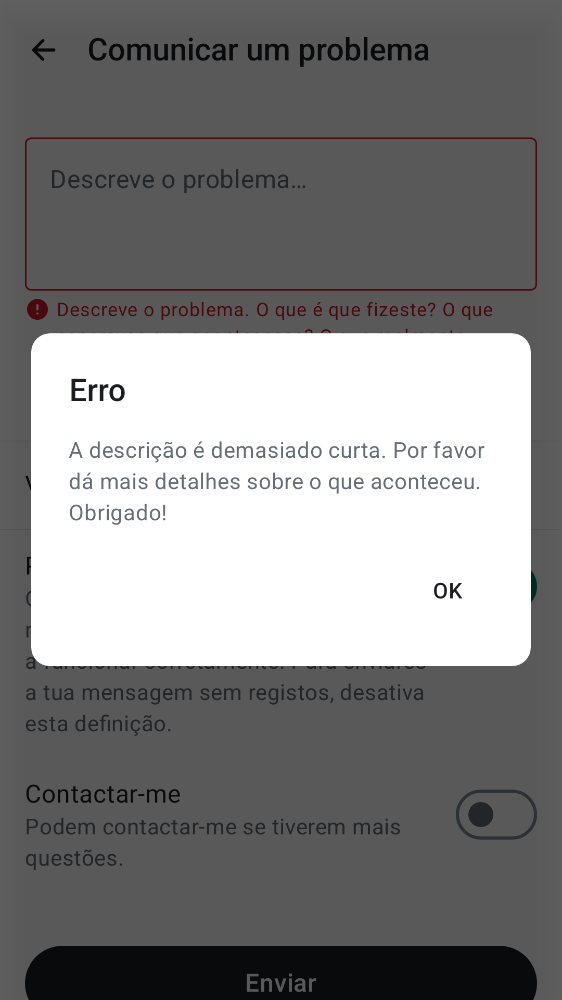 Comunicar um problema
Descreve o problema...
Descreve o problema. O que é que fizeste? O que
Erro
A descrição é demasiado curta. Por favor
dá mais detalhes sobre o que aconteceu.
Obrigado!
OK
a tua mensagem sem registos, desativa
esta definição.
Contactar-me
Podem contactar-me se tiverem mais
questões.
Enviar